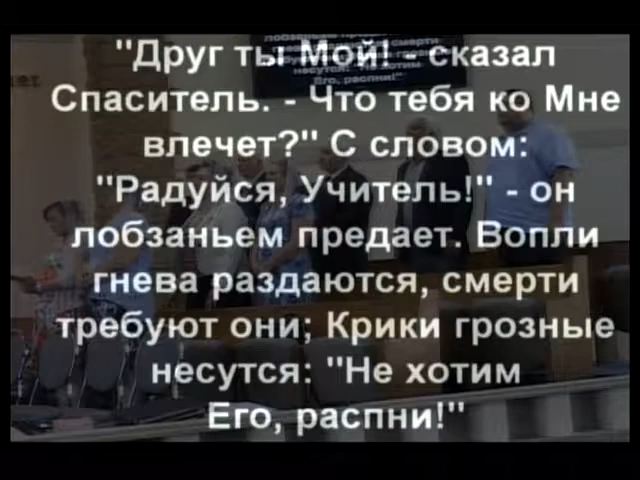 "Друг ты Мой! - сказал
Спаситель. - Что тебя ко Мне
влечет?" С словом:
"Радуйся, Учитель!" - он
лобзаньем предает. Вопли
гнева раздаются, смерти
требуют они; Крики грозные
несутся: "Не хотим
Его, распни!"